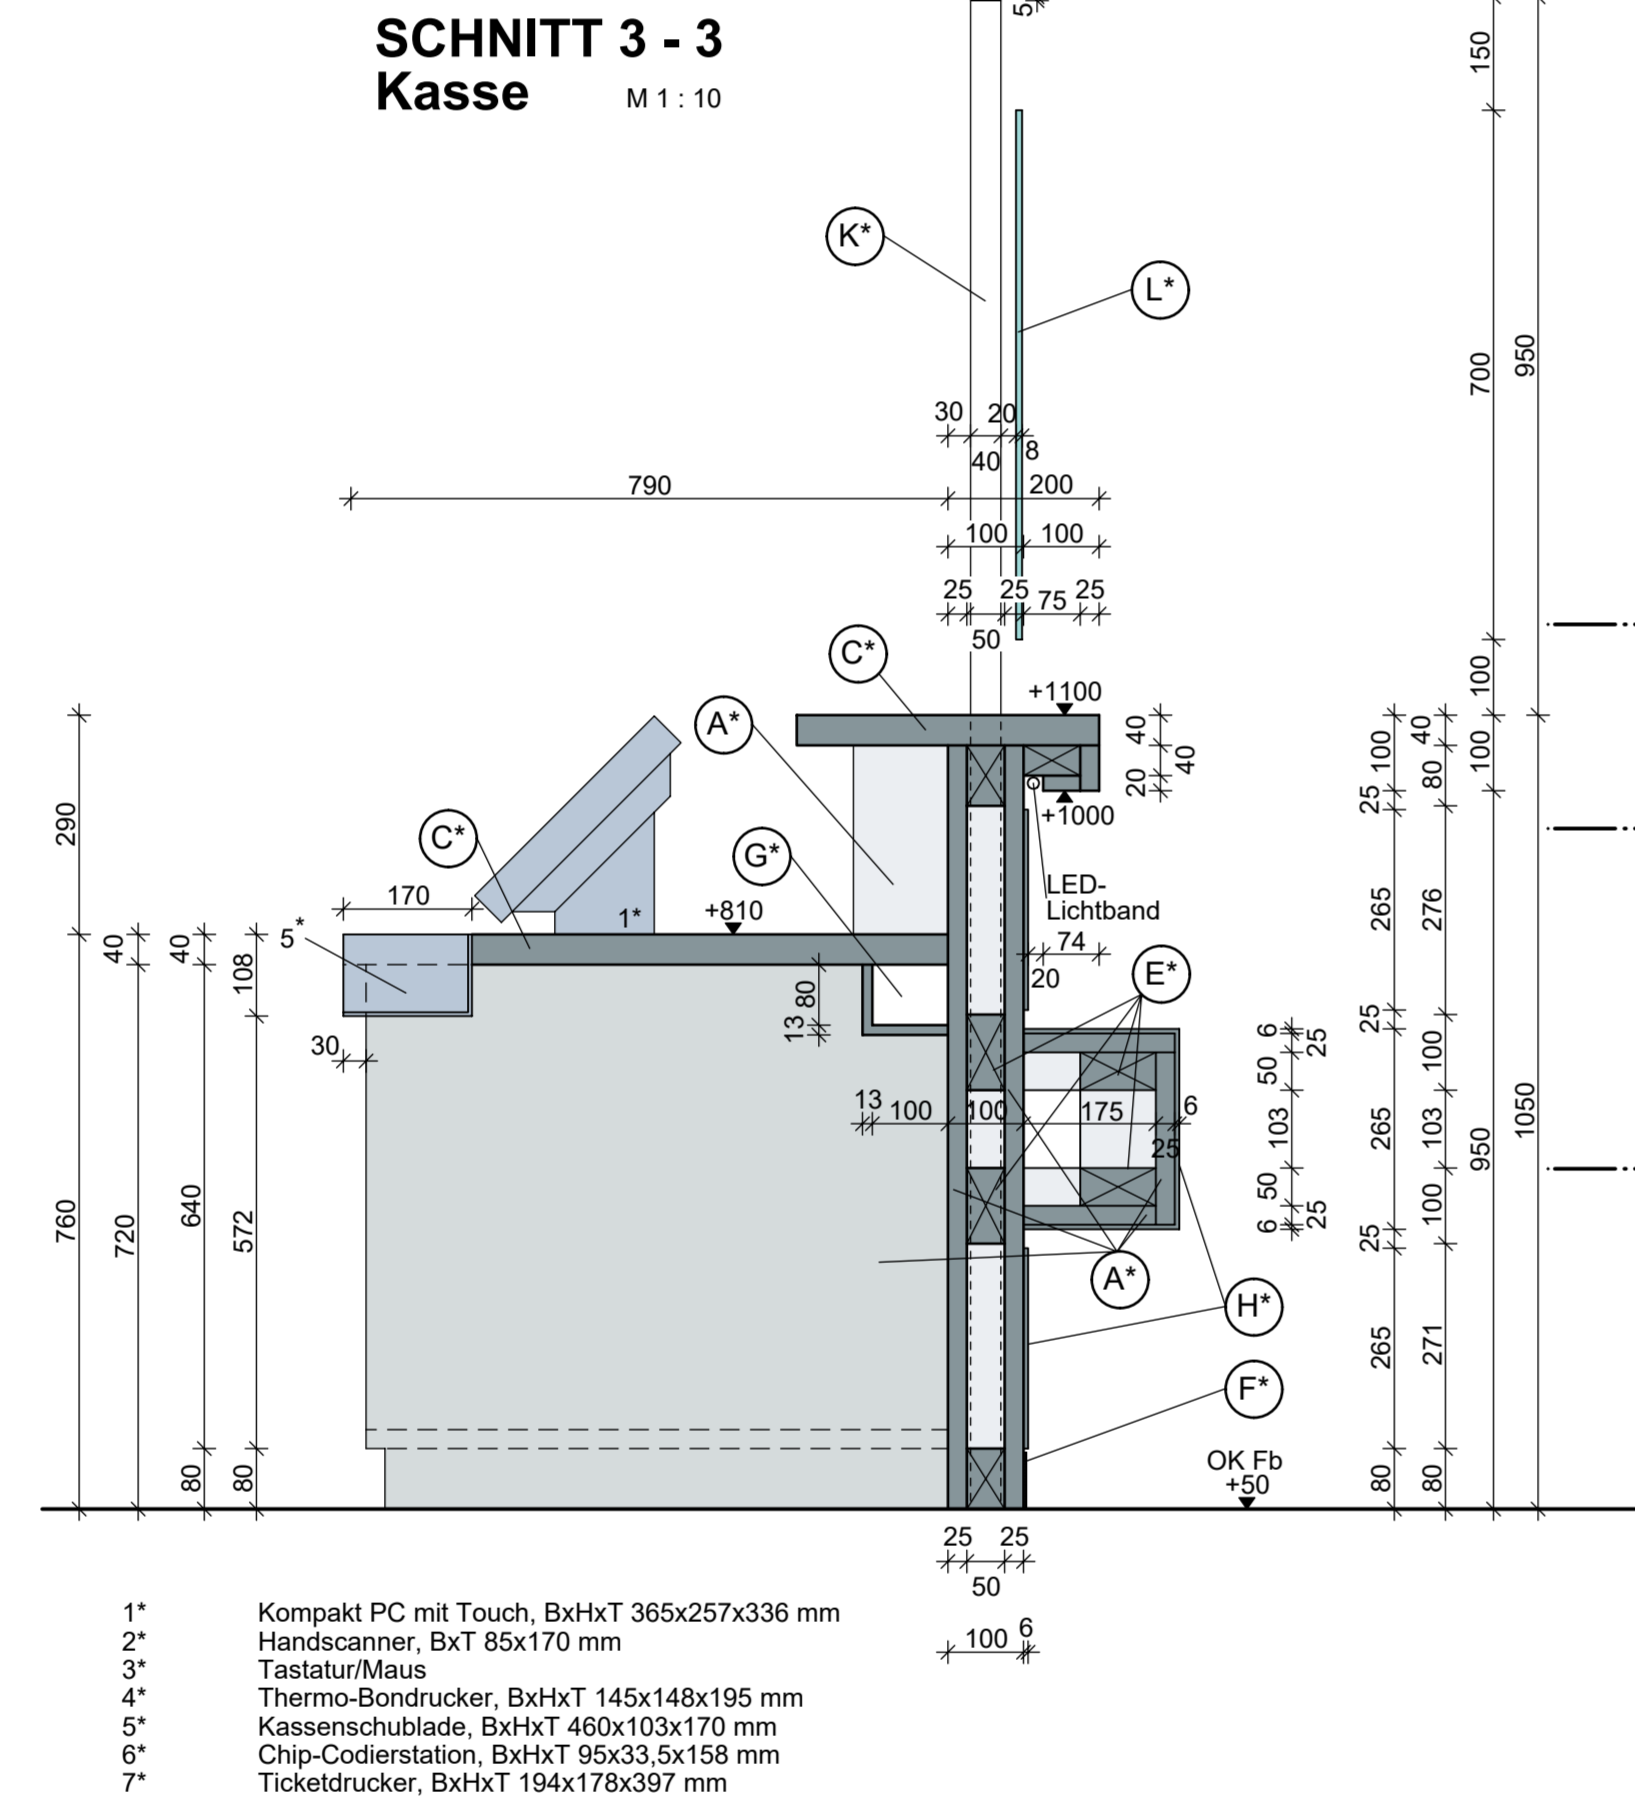 SCHNITT 3 - 3
Kasse M 1 : 10
5
150
K*
L*
700
950
30 20
40 8
790 200
100 100
25 25 75 25
50
C*
100
+1100
A*
40
40
20
100
40
100
80
25
+1000
290
C*
G*
LED-
Lichtband
265
276
170
1*
+810
5*
40
40
108
74
20
E*
80
13
25
30
6
25
50
100
13 100 100 175 6
25
103
265
103
950
1050
760
720
640
572
50
25
6
100
25
A*
H*
265
271
F*
OK Fb
+50
80
80
80
80
25 25
50
100 6
1* Kompakt PC mit Touch, BxHxT 365x257x336 mm
2* Handscanner, BxT 85x170 mm
3* Tastatur/Maus
4* Thermo-Bondrucker, BxHxT 145x148x195 mm
5* Kassenschublade, BxHxT 460x103x170 mm
6* Chip-Codierstation, BxHxT 95x33,5x158 mm
7* Ticketdrucker, BxHxT 194x178x397 mm